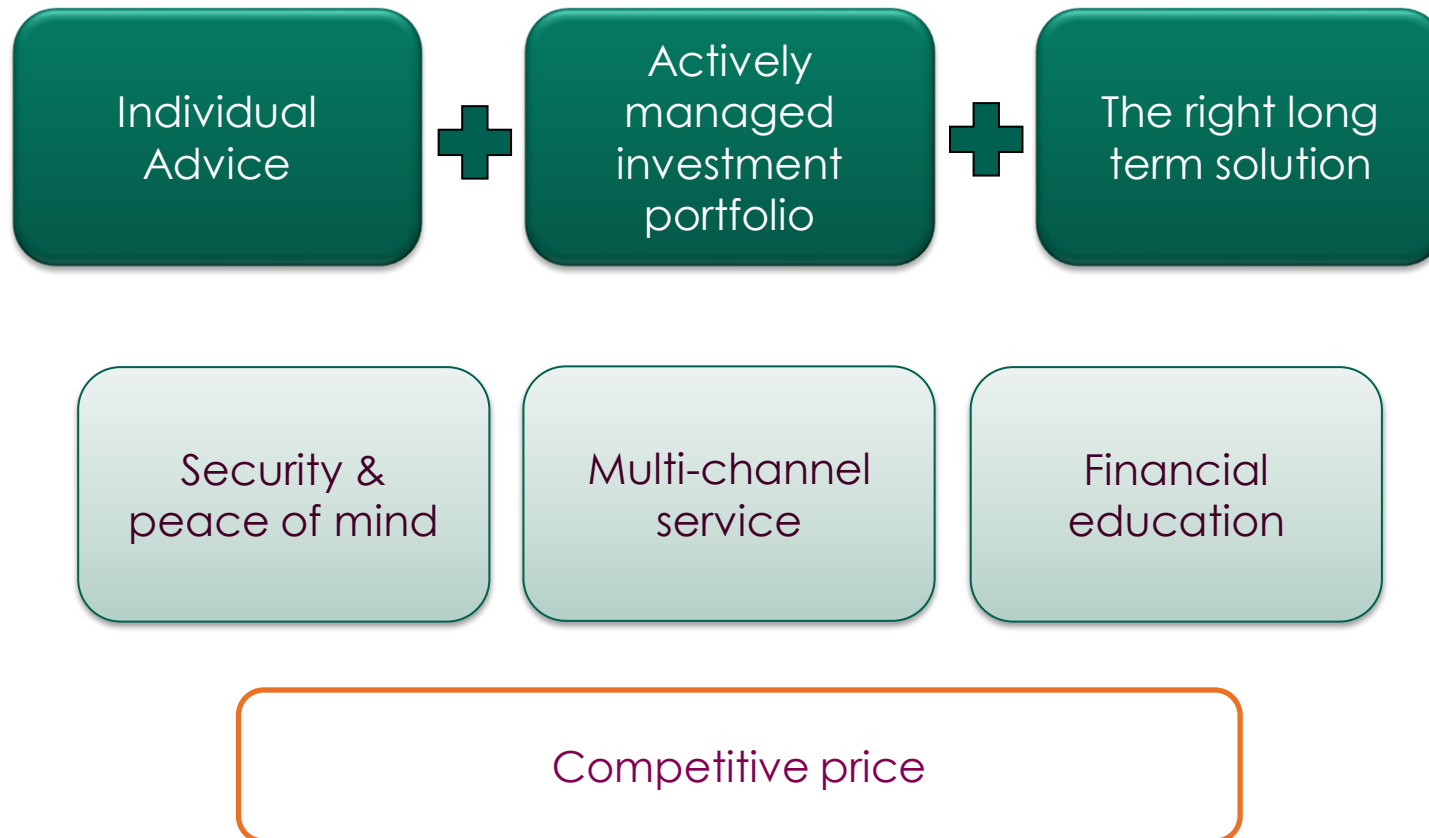 Individual
Advice
Actively
managed
investment
portfolio
The right long
term solution
Security &
peace of mind
Multi-channel
service
Financial
education
Competitive price